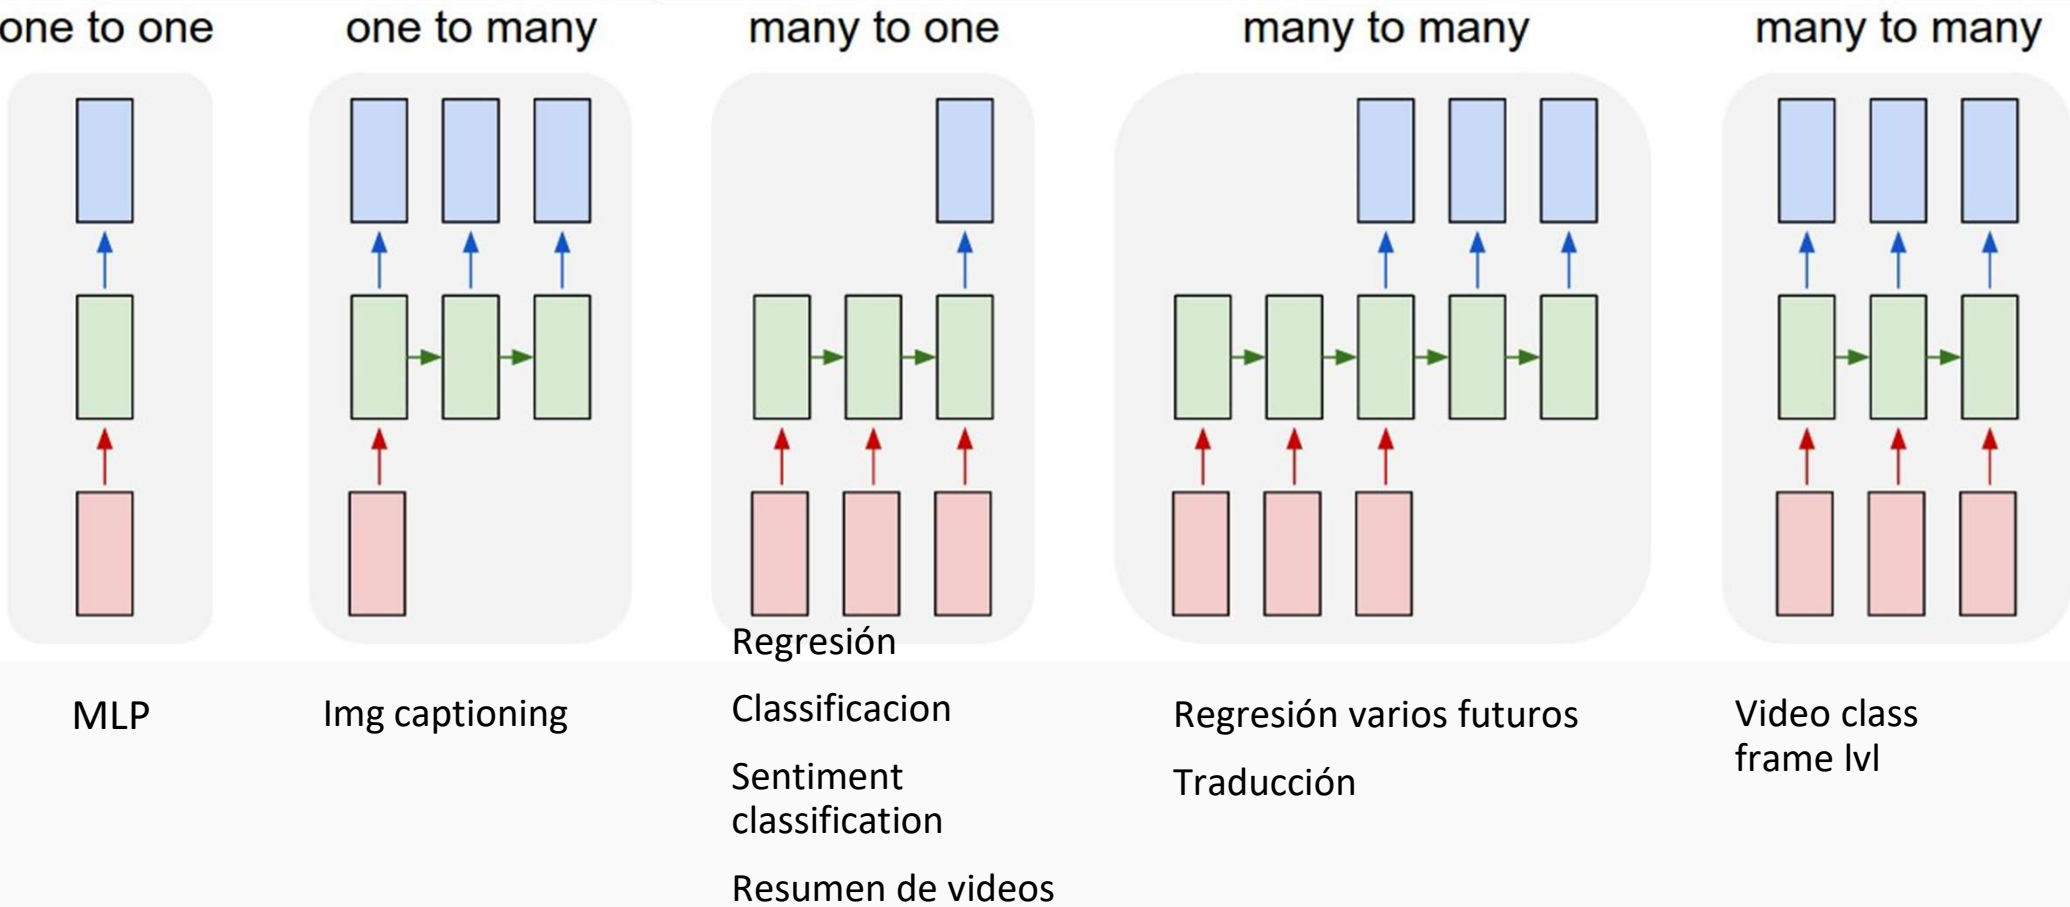 one to one
one to many
many to one
many to many
many to many
MLP
Img captioning
Regresión
Classificacion
Sentiment
classification
Resumen de videos
Regresión varios futuros
Traducción
Video class
frame lvl